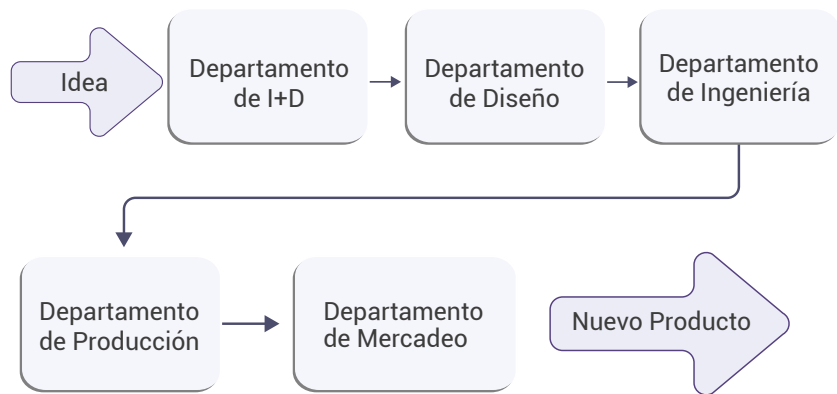 Idea
Departamento
de I+D
Departamento
de Diseño
Departamento
de Ingeniería
Departamento
de Producción
Departamento
de Mercadeo
Nuevo Producto